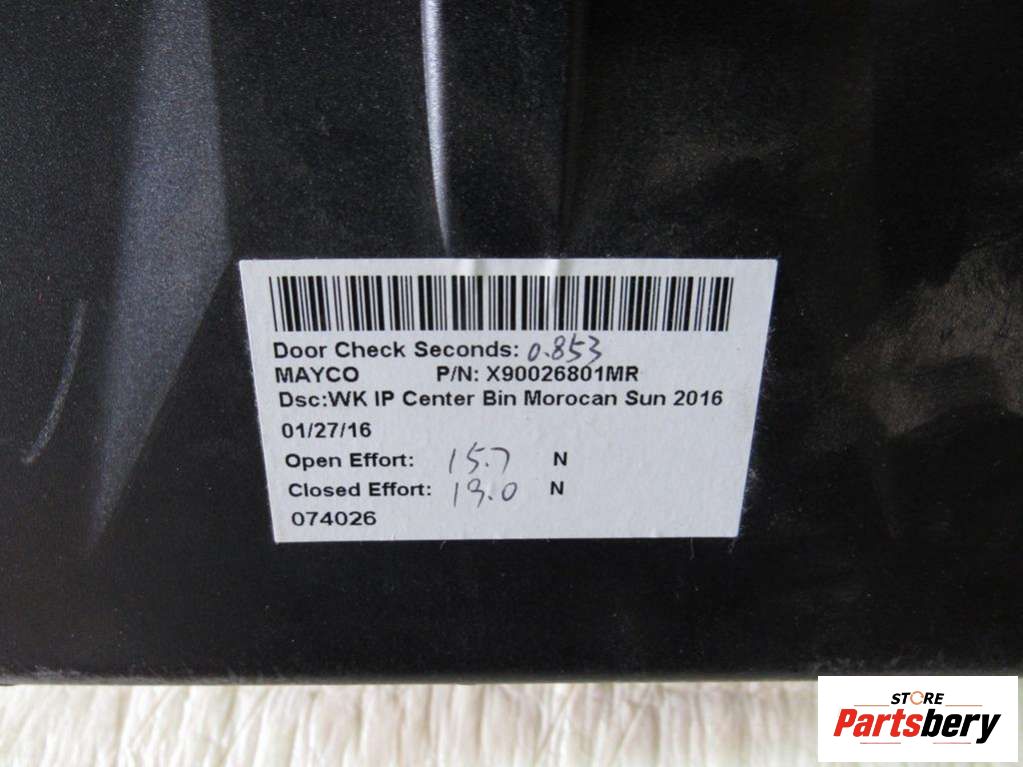 Door Check Seconds: 0.853
MAYCO P/N: X90026801MR
Dsc:WK IP Center Bin Morocan Sun 2016
01/27/16
Open Effort: 15.7 N
Closed Effort: 19.0 N
074026
STORE
Partsbery